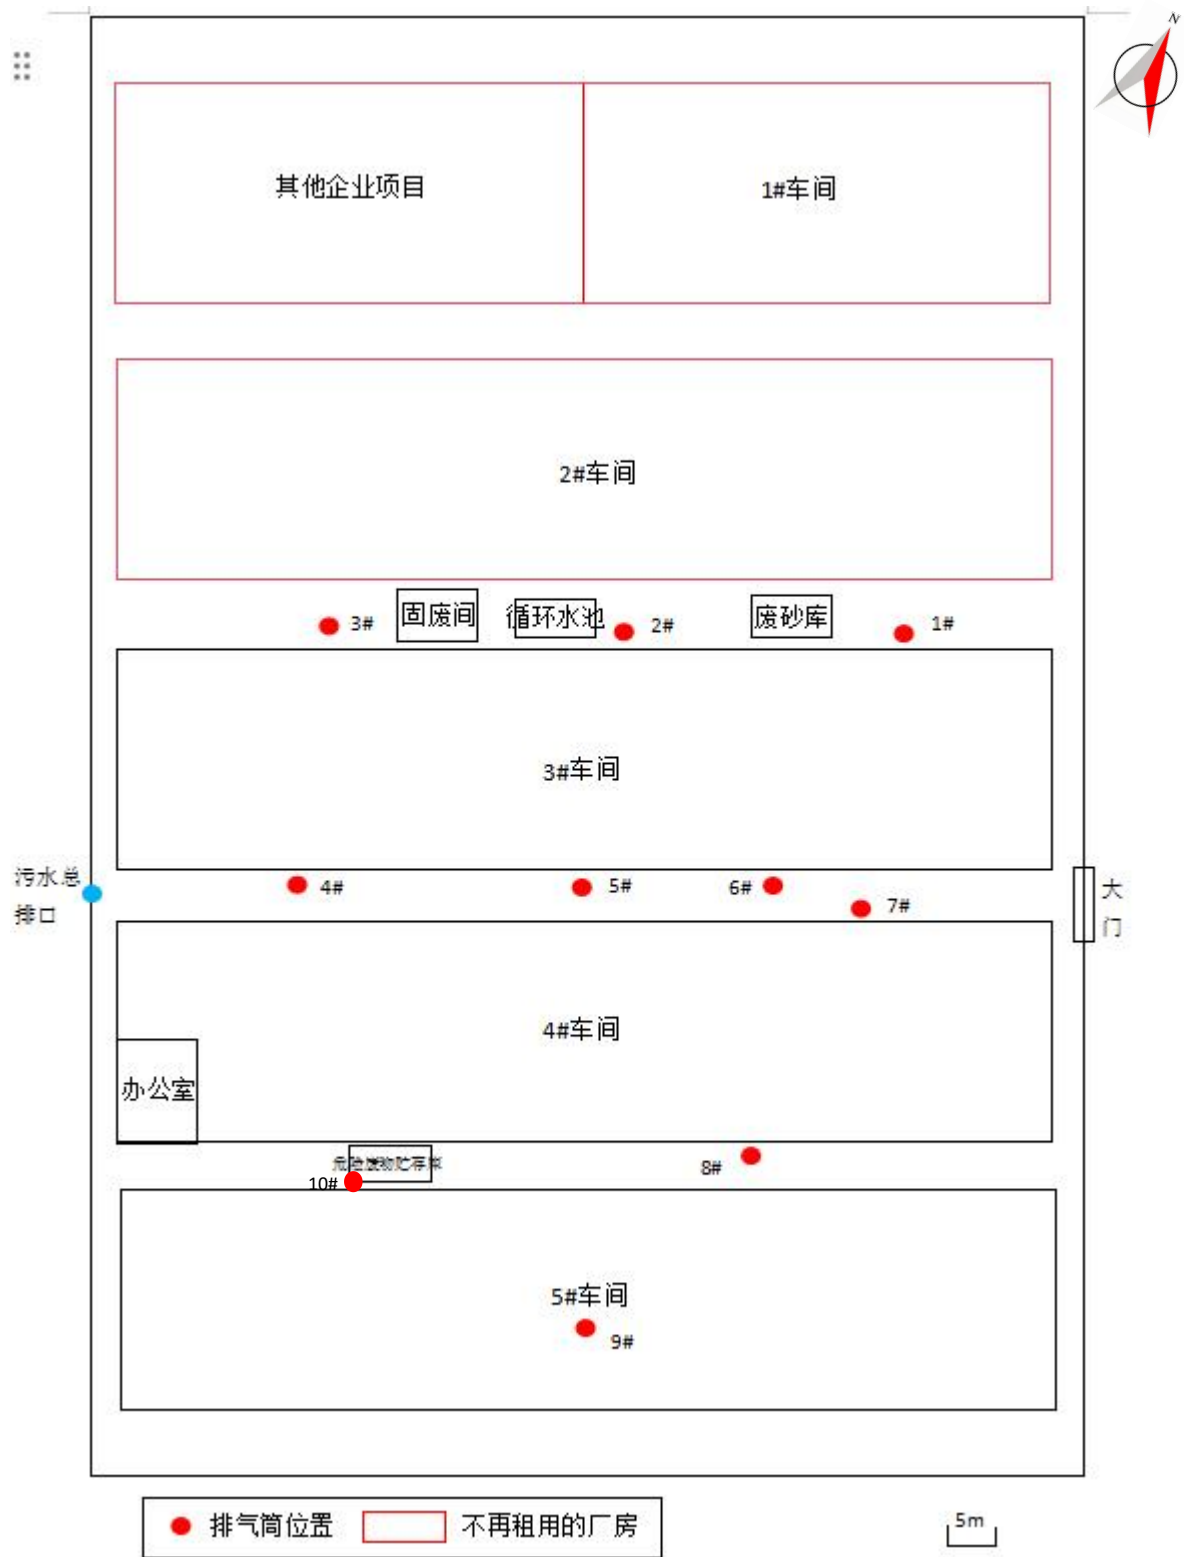 N
其他企业项目
1#车间
2#车间
3#
固废间
循环水池
2#
废砂库
1#
3#车间
污水总
排口
4#
5#
6#
7#
大
门
4#车间
办公室
危险废物贮存库
8#
10#
5#车间
9#
排气筒位置
不再租用的厂房
5m